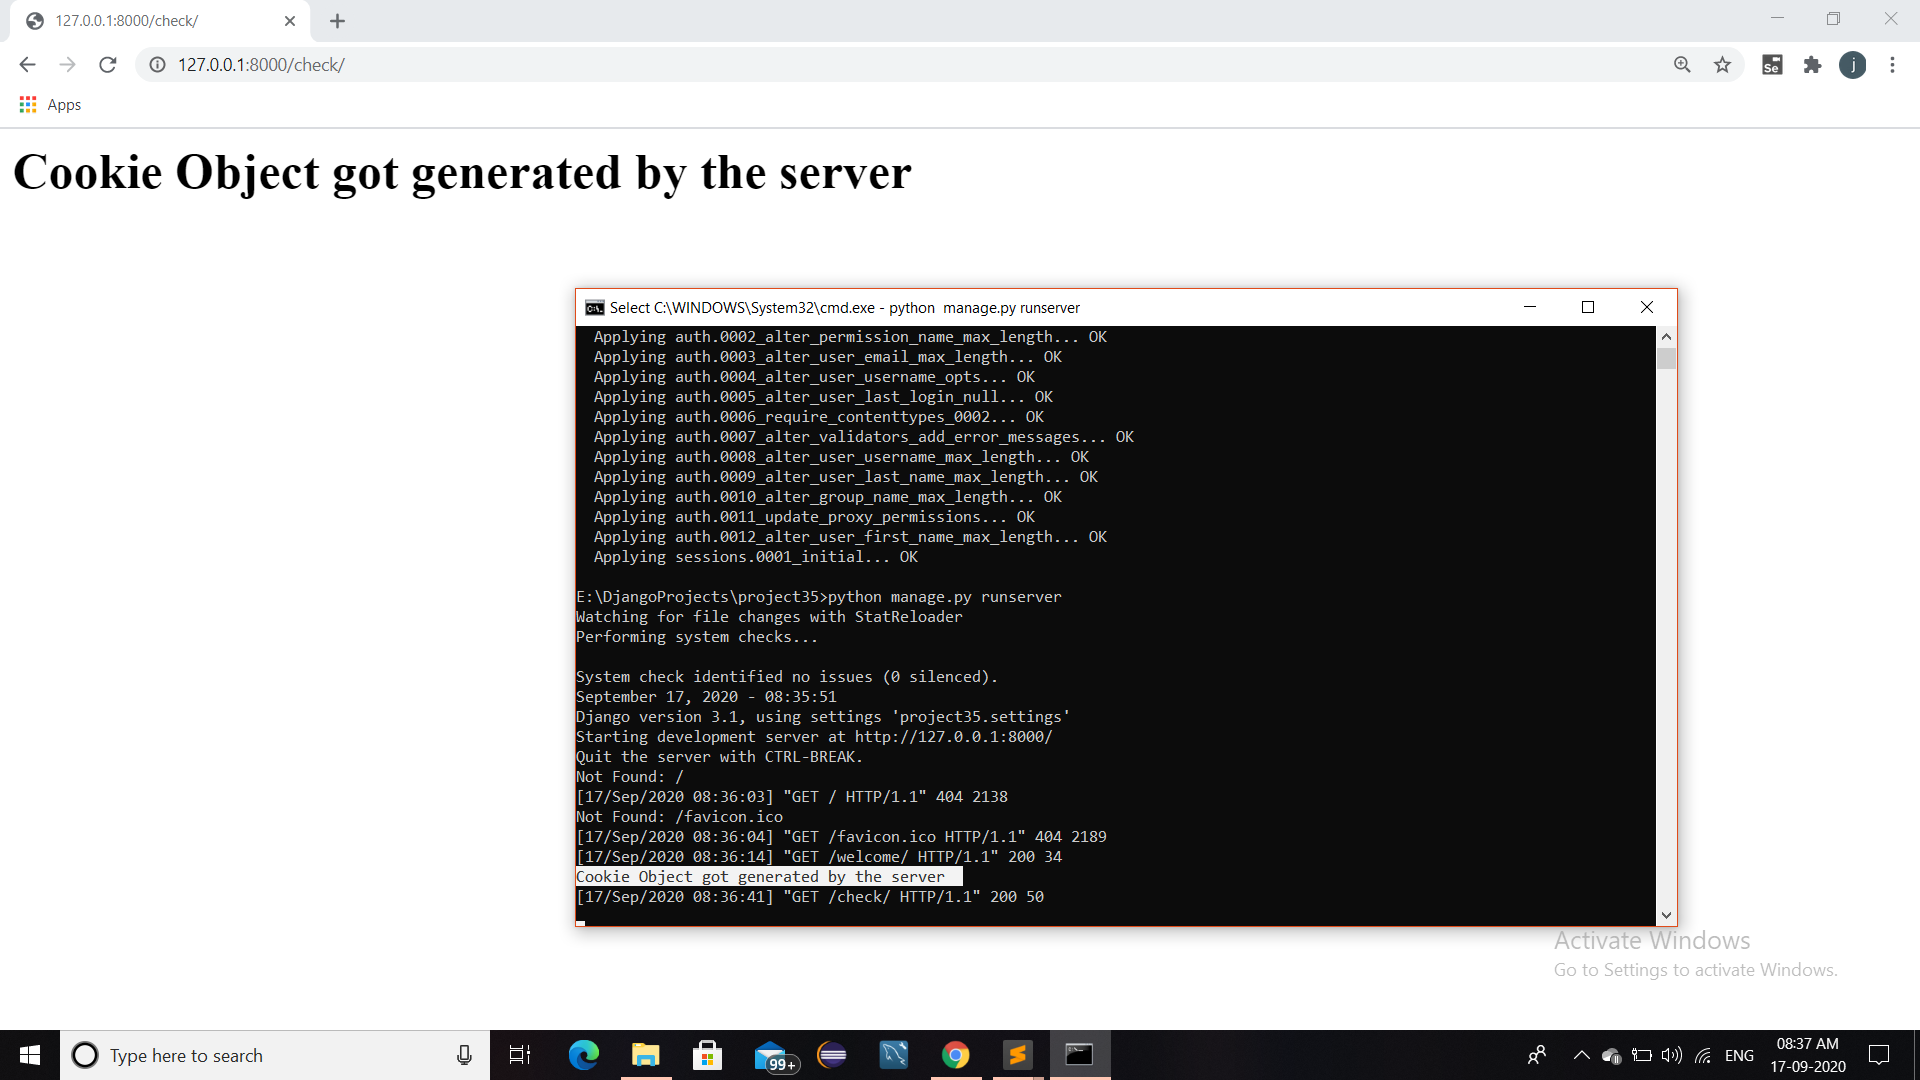 127.0.0.1:8000/check/
127.0.0.1:8000/check/
Se
j
Apps
Cookie Object got generated by the server
Select C:\WINDOWS\System32\cmd.exe - python  manage.py runserver
Applying auth.0002_alter_permission_name_max_length... OK
Applying auth.0003_alter_user_email_max_length... OK
Applying auth.0004_alter_user_username_opts... OK
Applying auth.0005_alter_user_last_login_null... OK
Applying auth.0006_require_contenttypes_0002... OK
Applying auth.0007_alter_validators_add_error_messages... OK
Applying auth.0008_alter_user_username_max_length... OK
Applying auth.0009_alter_user_last_name_max_length... OK
Applying auth.0010_alter_group_name_max_length... OK
Applying auth.0011_update_proxy_permissions... OK
Applying auth.0012_alter_user_first_name_max_length... OK
Applying sessions.0001_initial... OK
E:\DjangoProjects\project35>python manage.py runserver
Watching for file changes with StatReloader
Performing system checks...
System check identified no issues (0 silenced).
September 17, 2020 - 08:35:51
Django version 3.1, using settings 'project35.settings'
Starting development server at http://127.0.0.1:8000/
Quit the server with CTRL-BREAK.
Not Found: /
[17/Sep/2020 08:36:03] "GET / HTTP/1.1" 404 2138
Not Found: /favicon.ico
[17/Sep/2020 08:36:04] "GET /favicon.ico HTTP/1.1" 404 2189
[17/Sep/2020 08:36:14] "GET /welcome/ HTTP/1.1" 200 34
Cookie Object got generated by the server
[17/Sep/2020 08:36:41] "GET /check/ HTTP/1.1" 200 50
Activate Windows
Go to Settings to activate Windows.
Type here to search
99+
ENG
08:37 AM
17-09-2020